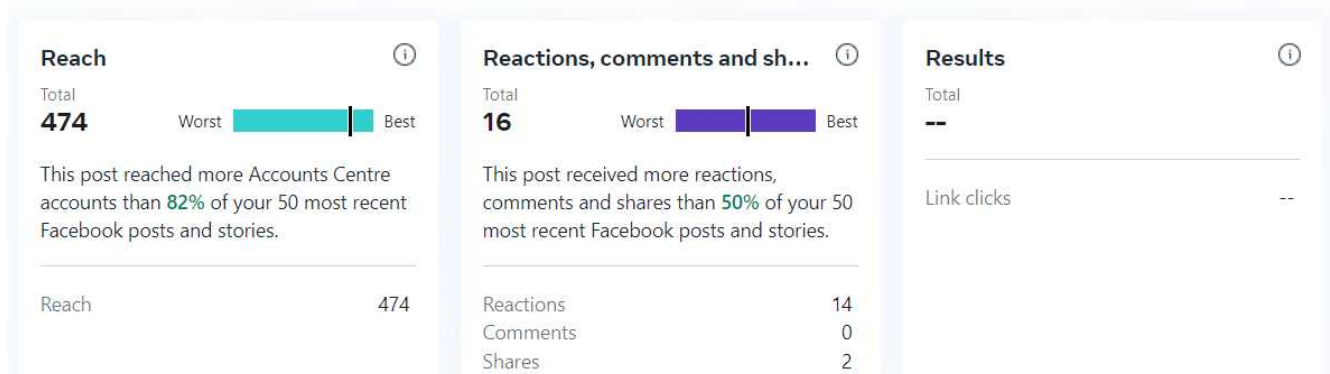 Reach
Total
474
Worst
Best
This post reached more Accounts Centre
accounts than 82% of your 50 most recent
Facebook posts and stories.
Reach 474
Reactions, comments and sh...
Total
16
Worst
Best
This post received more reactions,
comments and shares than 50% of your 50
most recent Facebook posts and stories.
Reactions 14
Comments 0
Shares 2
Results
Total
--
Link clicks --